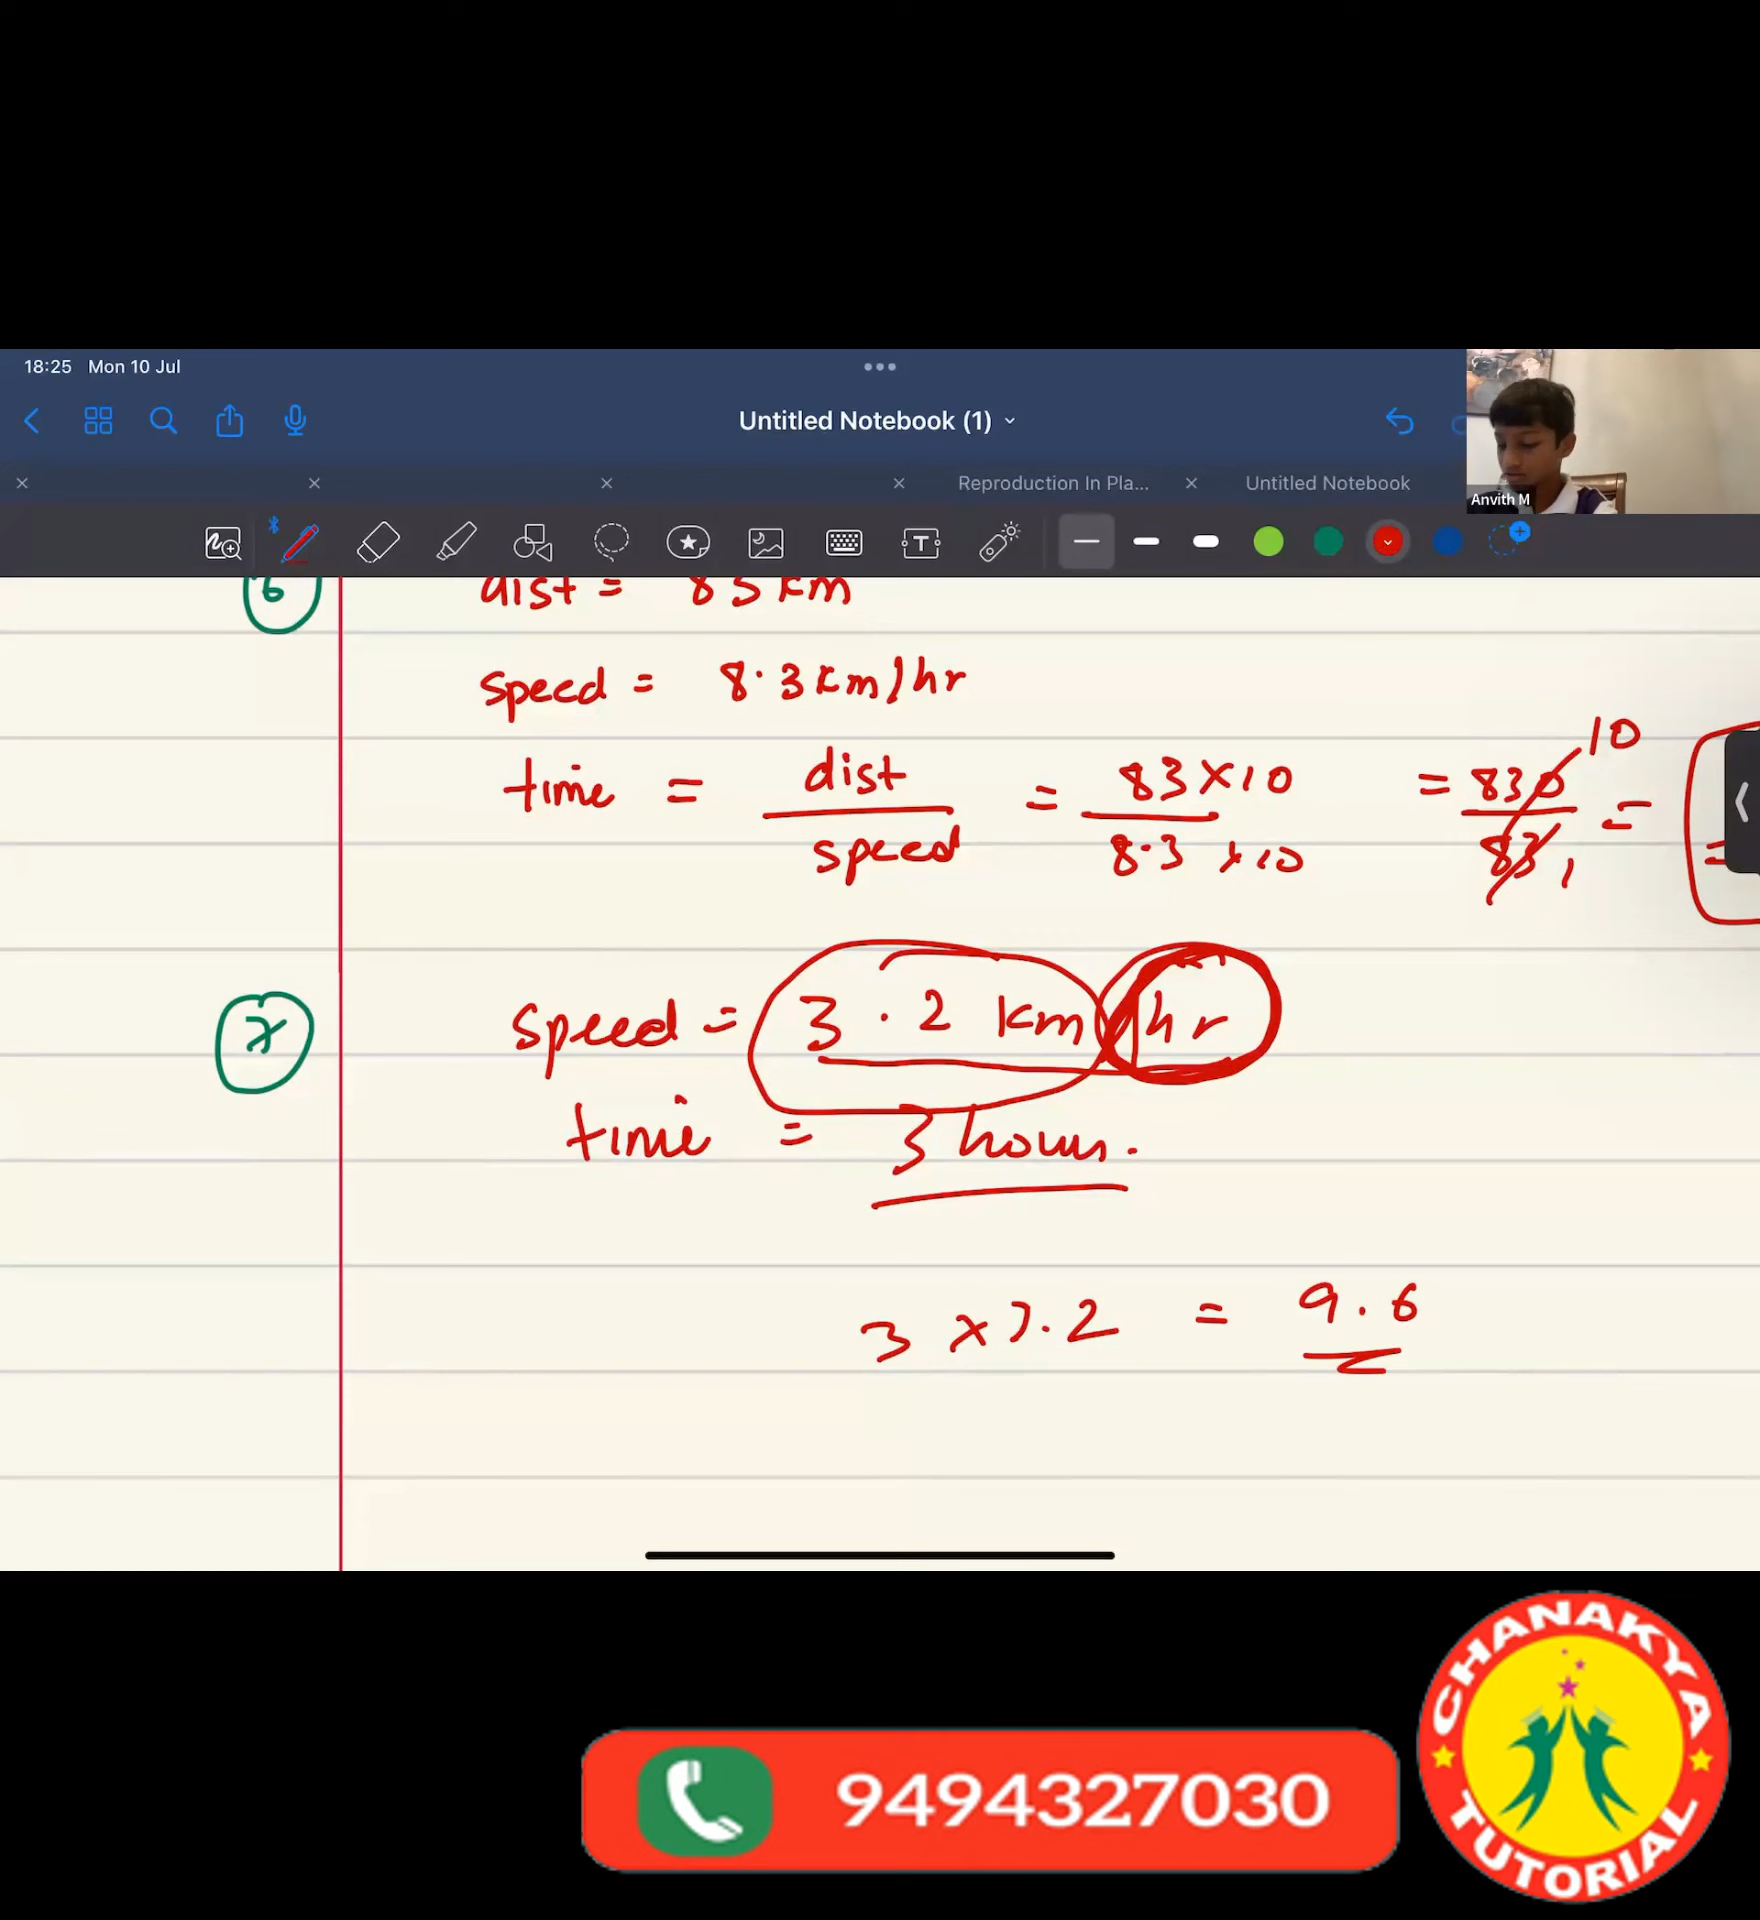 18:25 Mon 10 Jul
Untitled Notebook (1)
Reproduction In Pla... Untitled Notebook
Anvith M
6
dist = 83 km
speed = 8.3 km/hr
time = dist / speed = 83 × 10 / 8.3 × 10 = 830 / 83 = 10 1
7
speed = 3.2 km/hr
time = 3 hours.
3 × 3.2 = 9.6
9494327030
CHANAKYA TUTORIAL